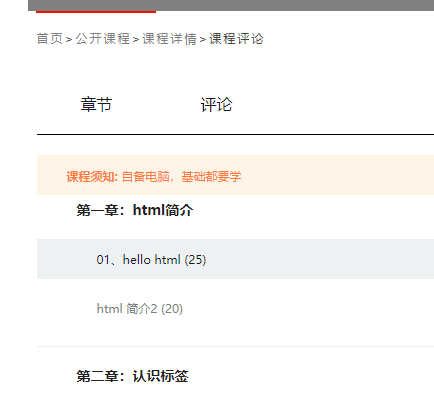 首页 > 公开课程 > 课程详情 > 课程评论
章节 评论
课程须知: 自备电脑，基础都要学
第一章：html简介
01、hello html (25)
html 简介2 (20)
第二章：认识标签